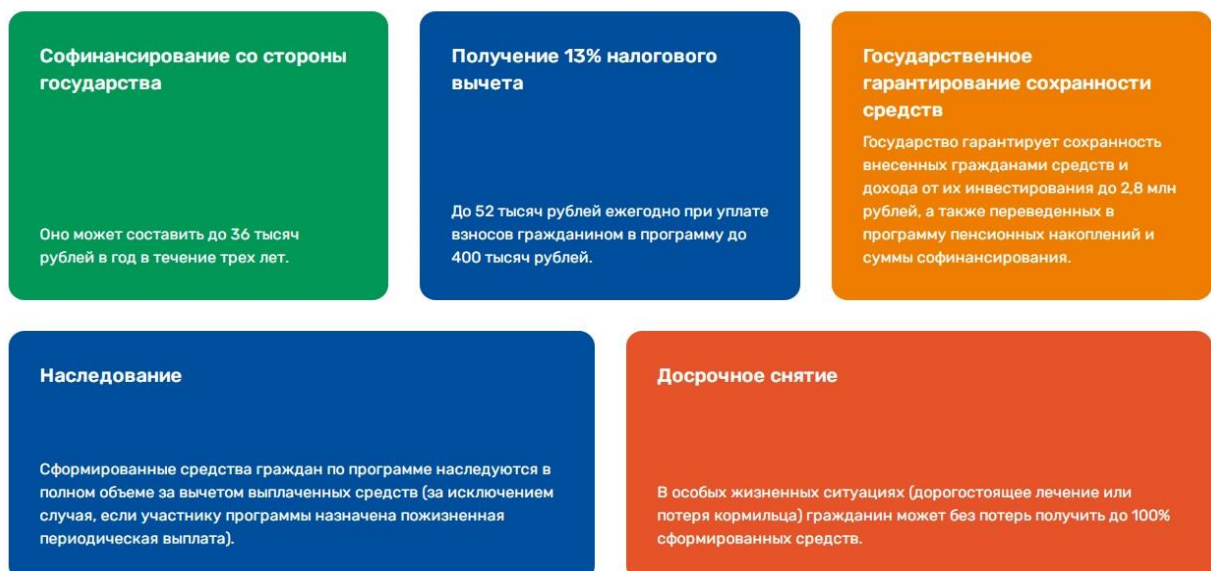 Софинансирование со стороны
государства
Оно может составить до 36 тысяч
рублей в год в течение трех лет.
Получение 13% налогового
вычета
До 52 тысяч рублей ежегодно при уплате
взносов гражданином в программу до
400 тысяч рублей.
Государственное
гарантирование сохранности
средств
Государство гарантирует сохранность
внесенных гражданами средств и
дохода от их инвестирования до 2,8 млн
рублей, а также переведенных в
программу пенсионных накоплений и
суммы софинансирования.
Наследование
Сформированные средства граждан по программе наследуются в
полном объеме за вычетом выплаченных средств (за исключением
случая, если участнику программы назначена пожизненная
периодическая выплата).
Досрочное снятие
В особых жизненных ситуациях (дорогостоящее лечение или
потеря кормильца) гражданин может без потерь получить до 100%
сформированных средств.